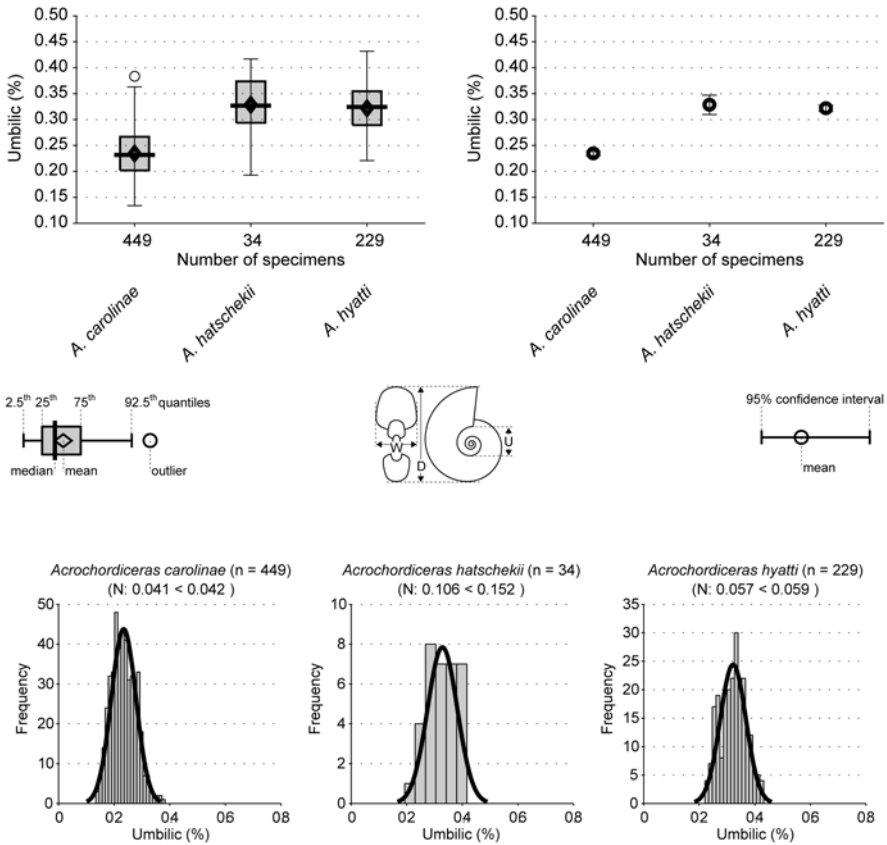 Umbilic (%)
0.50
0.45
0.40
0.35
0.30
0.25
0.20
0.15
0.10
449 34 229
Number of specimens
A. carolinae A. hatschekii A. hyatti
Umbilic (%)
0.50
0.45
0.40
0.35
0.30
0.25
0.20
0.15
0.10
449 34 229
Number of specimens
A. carolinae A. hatschekii A. hyatti
2.5th 25th 75th 92.5th quantiles
median mean outlier
W D U
95% confidence interval
mean
Acrochordiceras carolinae (n = 449)
(N: 0.041 < 0.042 )
Frequency
50
40
30
20
10
0
0 02 04 06 08
Umbilic (%)
Acrochordiceras hatschekii (n = 34)
(N: 0.106 < 0.152 )
Frequency
10
8
6
4
2
0
0 02 04 06 08
Umbilic (%)
Acrochordiceras hyatti (n = 229)
(N: 0.057 < 0.059 )
Frequency
35
30
25
20
15
10
5
0
0 02 04 06 08
Umbilic (%)